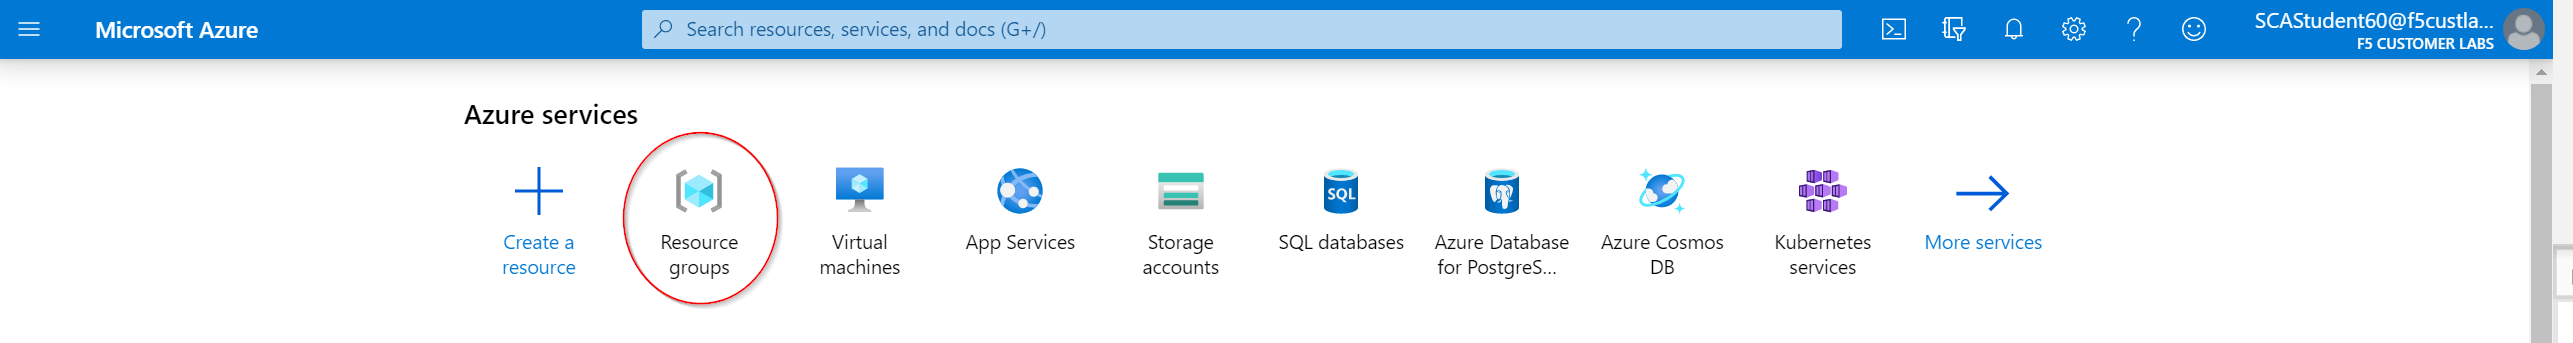 Microsoft Azure
Search resources, services, and docs (G+/)
SCAStudent60@f5custla...
F5 CUSTOMER LABS
Azure services
Create a
resource
Resource
groups
Virtual
machines
App Services
Storage
accounts
SQL
SQL databases
Azure Database
for PostgreS...
Azure Cosmos
DB
Kubernetes
services
More services